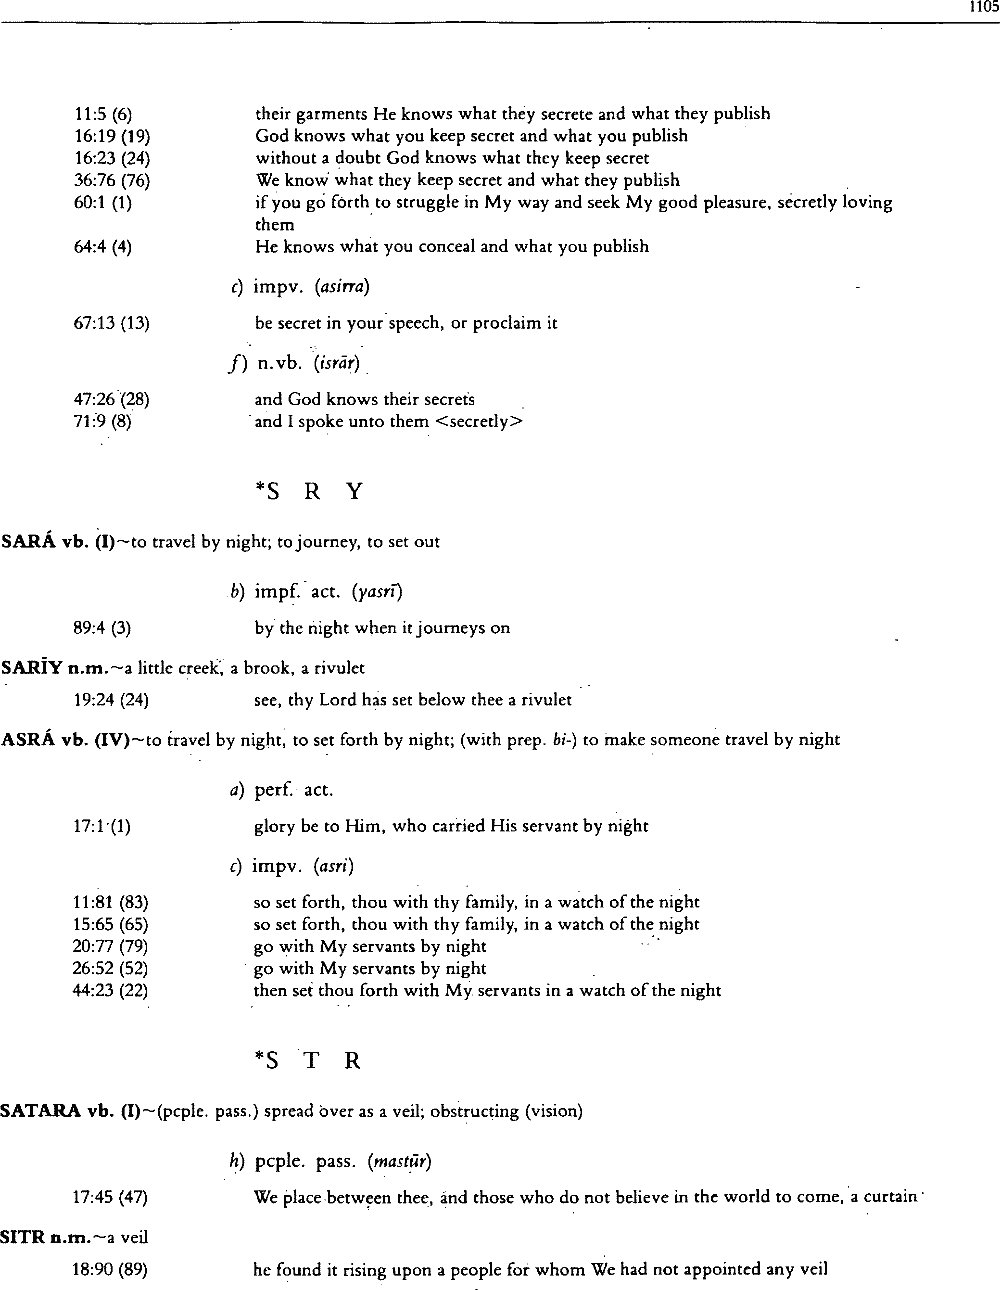 1105
11:5 (6) their garments He knows what they secrete and what they publish
16:19 (19) God knows what you keep secret and what you publish
16:23 (24) without a doubt God knows what they keep secret
36:76 (76) We know what they keep secret and what they publish
60:1 (1) if you go forth to struggle in My way and seek My good pleasure, secretly loving
them
64:4 (4) He knows what you conceal and what you publish
c) impv. (asirra)
67:13 (13) be secret in your speech, or proclaim it
f) n.vb. (isrār)
47:26 (28) and God knows their secrets
71:9 (8) and I spoke unto them <secretly>
*S R Y
SARÁ vb. (I)~to travel by night; to journey, to set out
b) impf. act. (yasrī)
89:4 (3) by the night when it journeys on
SARĪY n.m.~a little creek, a brook, a rivulet
19:24 (24) see, thy Lord has set below thee a rivulet
ASRÁ vb. (IV)~to travel by night, to set forth by night; (with prep. bi-) to make someone travel by night
a) perf. act.
17:1 (1) glory be to Him, who carried His servant by night
c) impv. (asri)
11:81 (83) so set forth, thou with thy family, in a watch of the night
15:65 (65) so set forth, thou with thy family, in a watch of the night
20:77 (79) go with My servants by night
26:52 (52) go with My servants by night
44:23 (22) then set thou forth with My servants in a watch of the night
*S T R
SATARA vb. (I)~(pcple. pass.) spread over as a veil; obstructing (vision)
h) pcple. pass. (mastūr)
17:45 (47) We place between thee, and those who do not believe in the world to come, a curtain
SITR n.m.~a veil
18:90 (89) he found it rising upon a people for whom We had not appointed any veil